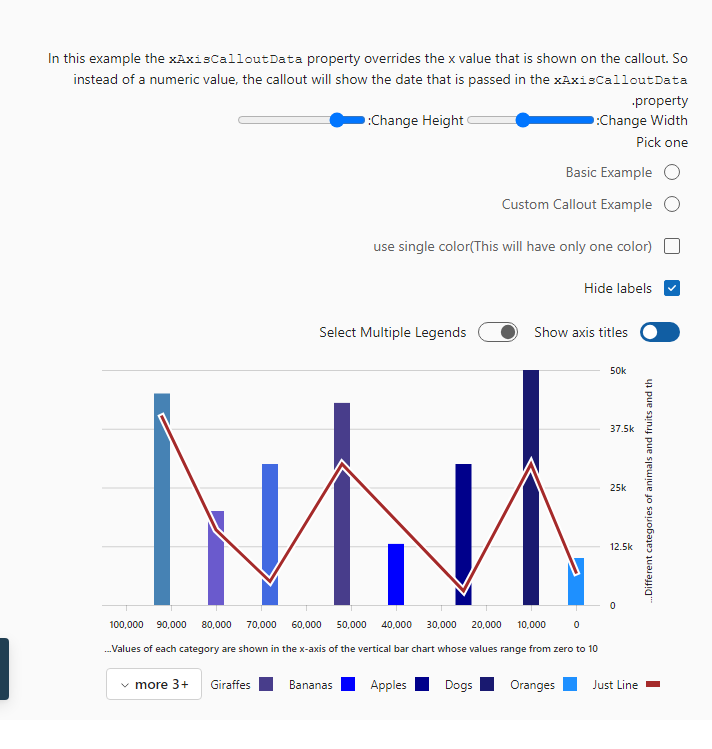 In this example the xAxisCalloutData property overrides the x value that is shown on the callout. So
instead of a numeric value, the callout will show the date that is passed in the xAxisCalloutData
.property
:Change Height :Change Width
Pick one
Basic Example
Custom Callout Example
use single color(This will have only one color)
Hide labels
Select Multiple Legends Show axis titles
50k
37.5k
25k
12.5k
0
...Different categories of animals and fruits and th
100,000 90,000 80,000 70,000 60,000 50,000 40,000 30,000 20,000 10,000 0
...Values of each category are shown in the x-axis of the vertical bar chart whose values range from zero to 10
more 3+ Giraffes Bananas Apples Dogs Oranges Just Line